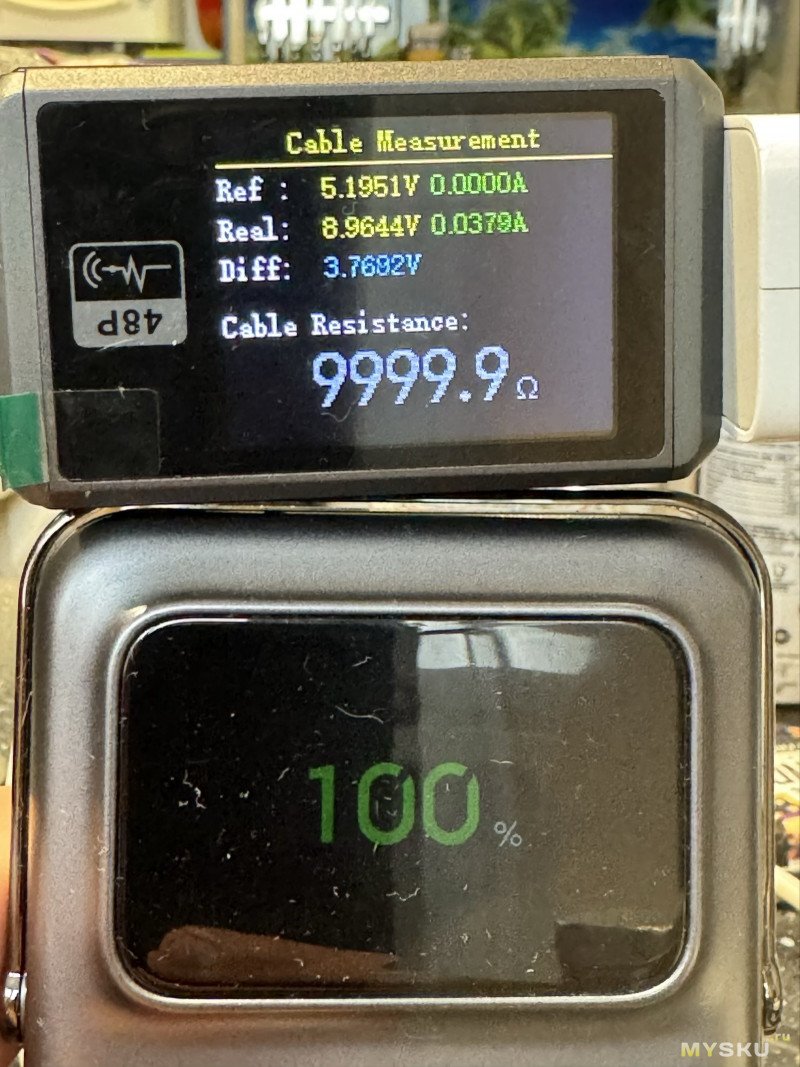 Cable Measurement
Ref : 5.1951V 0.0000A
Real: 8.9644V 0.0379A
Diff: 3.7692V
48P
Cable Resistance:
9999.9Ω
100%
MYSKU.ru